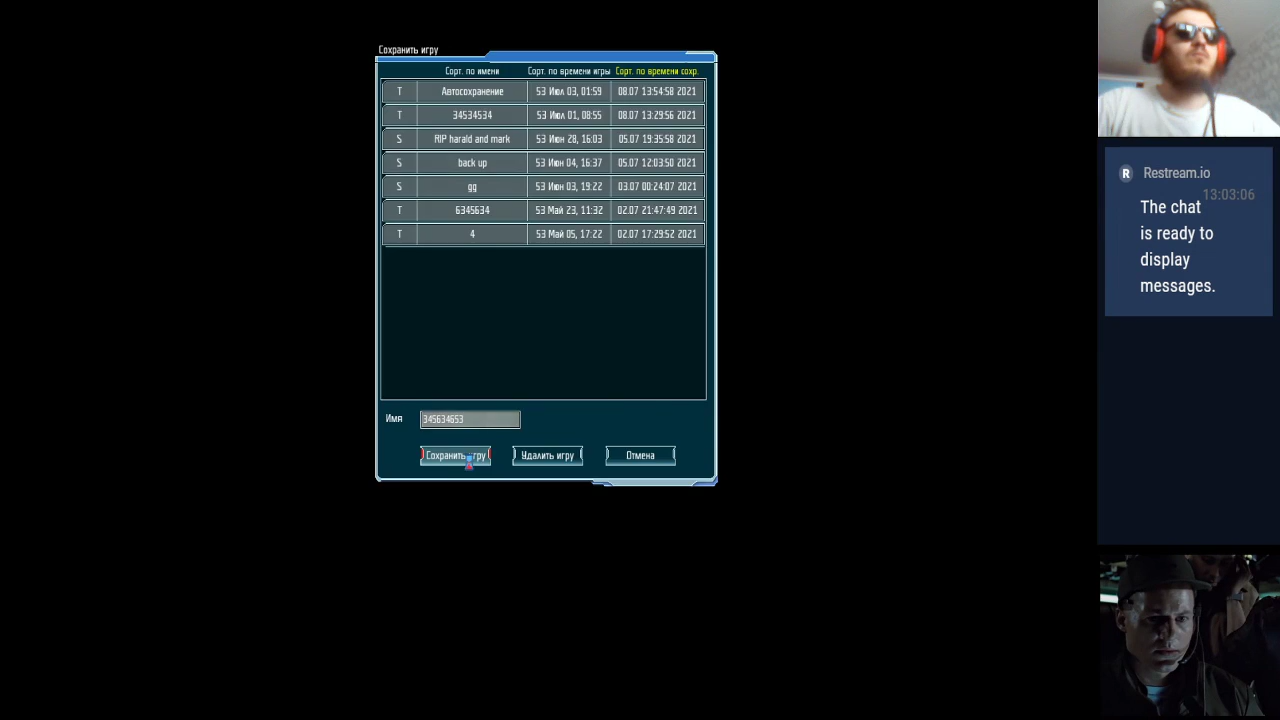 Сохранить игру
Сорт. по имени Сорт. по времени игры Сорт. по времени сохр.
T Автосохранение 53 Июл 03, 01:59 08.07 13:54:58 2021
T 34534534 53 Июл 01, 08:55 08.07 13:29:56 2021
S RIP harald and mark 53 Июн 28, 16:03 05.07 19:35:58 2021
S back up 53 Июн 04, 16:37 05.07 12:03:50 2021
S gg 53 Июн 03, 19:22 03.07 00:24:07 2021
T 6345634 53 Май 23, 11:32 02.07 21:47:49 2021
T 4 53 Май 05, 17:22 02.07 17:29:52 2021
Имя 345634653
Сохранить игру Удалить игру Отмена
R Restream.io
13:03:06
The chat
is ready to
display
messages.